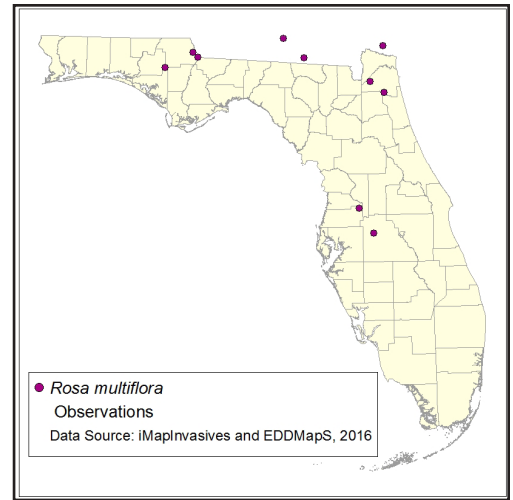 Rosa multiflora
Observations
Data Source: iMapInvasives and EDDMapS, 2016